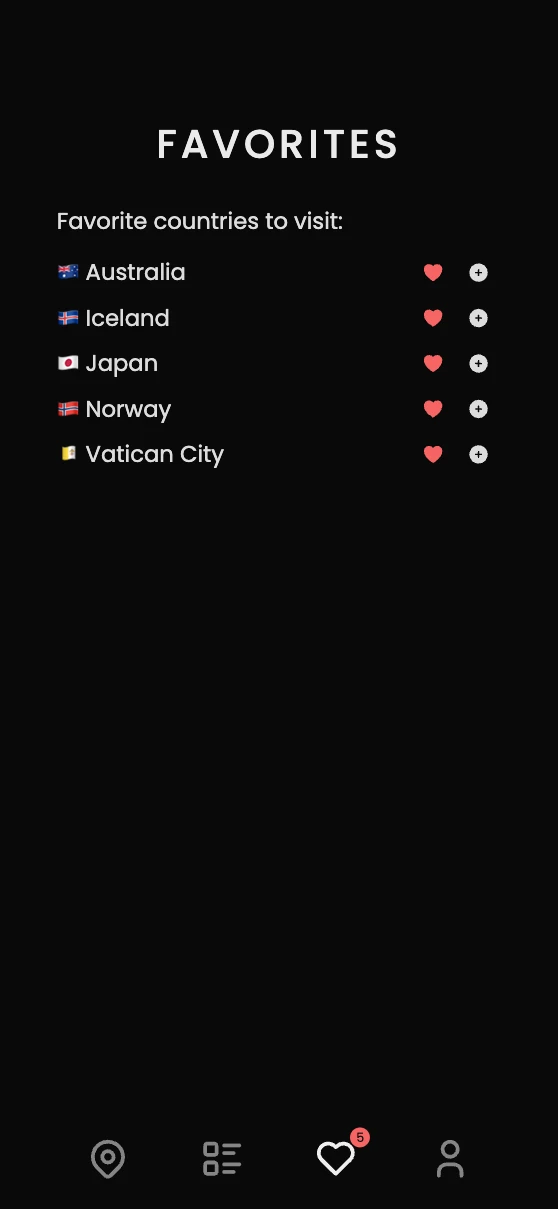 FAVORITES
Favorite countries to visit:
🇦🇺 Australia
🇮🇸 Iceland
🇯🇵 Japan
🇳🇴 Norway
🇻🇦 Vatican City
5